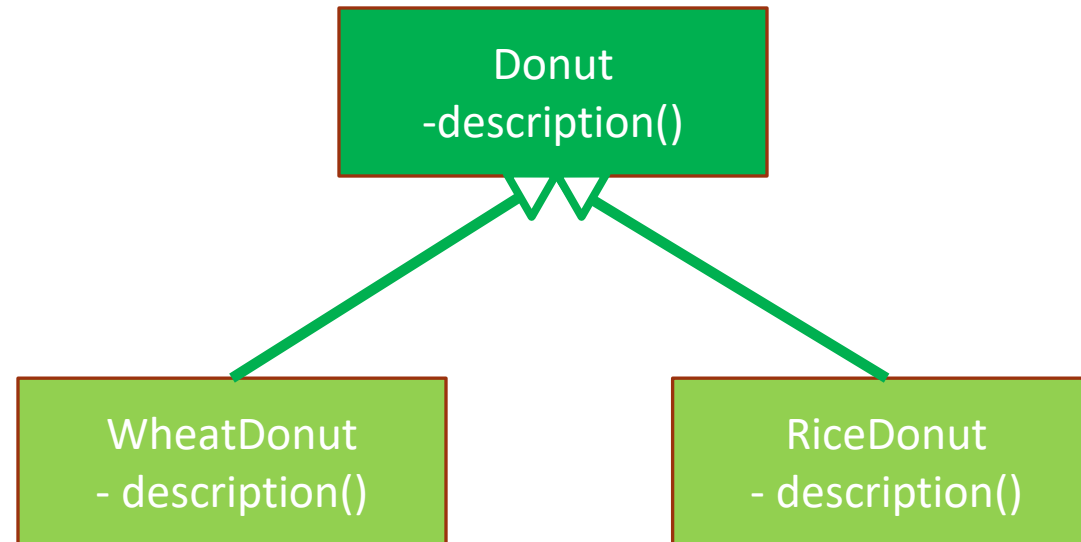 Donut
-description()
WheatDonut
- description()
RiceDonut
- description()